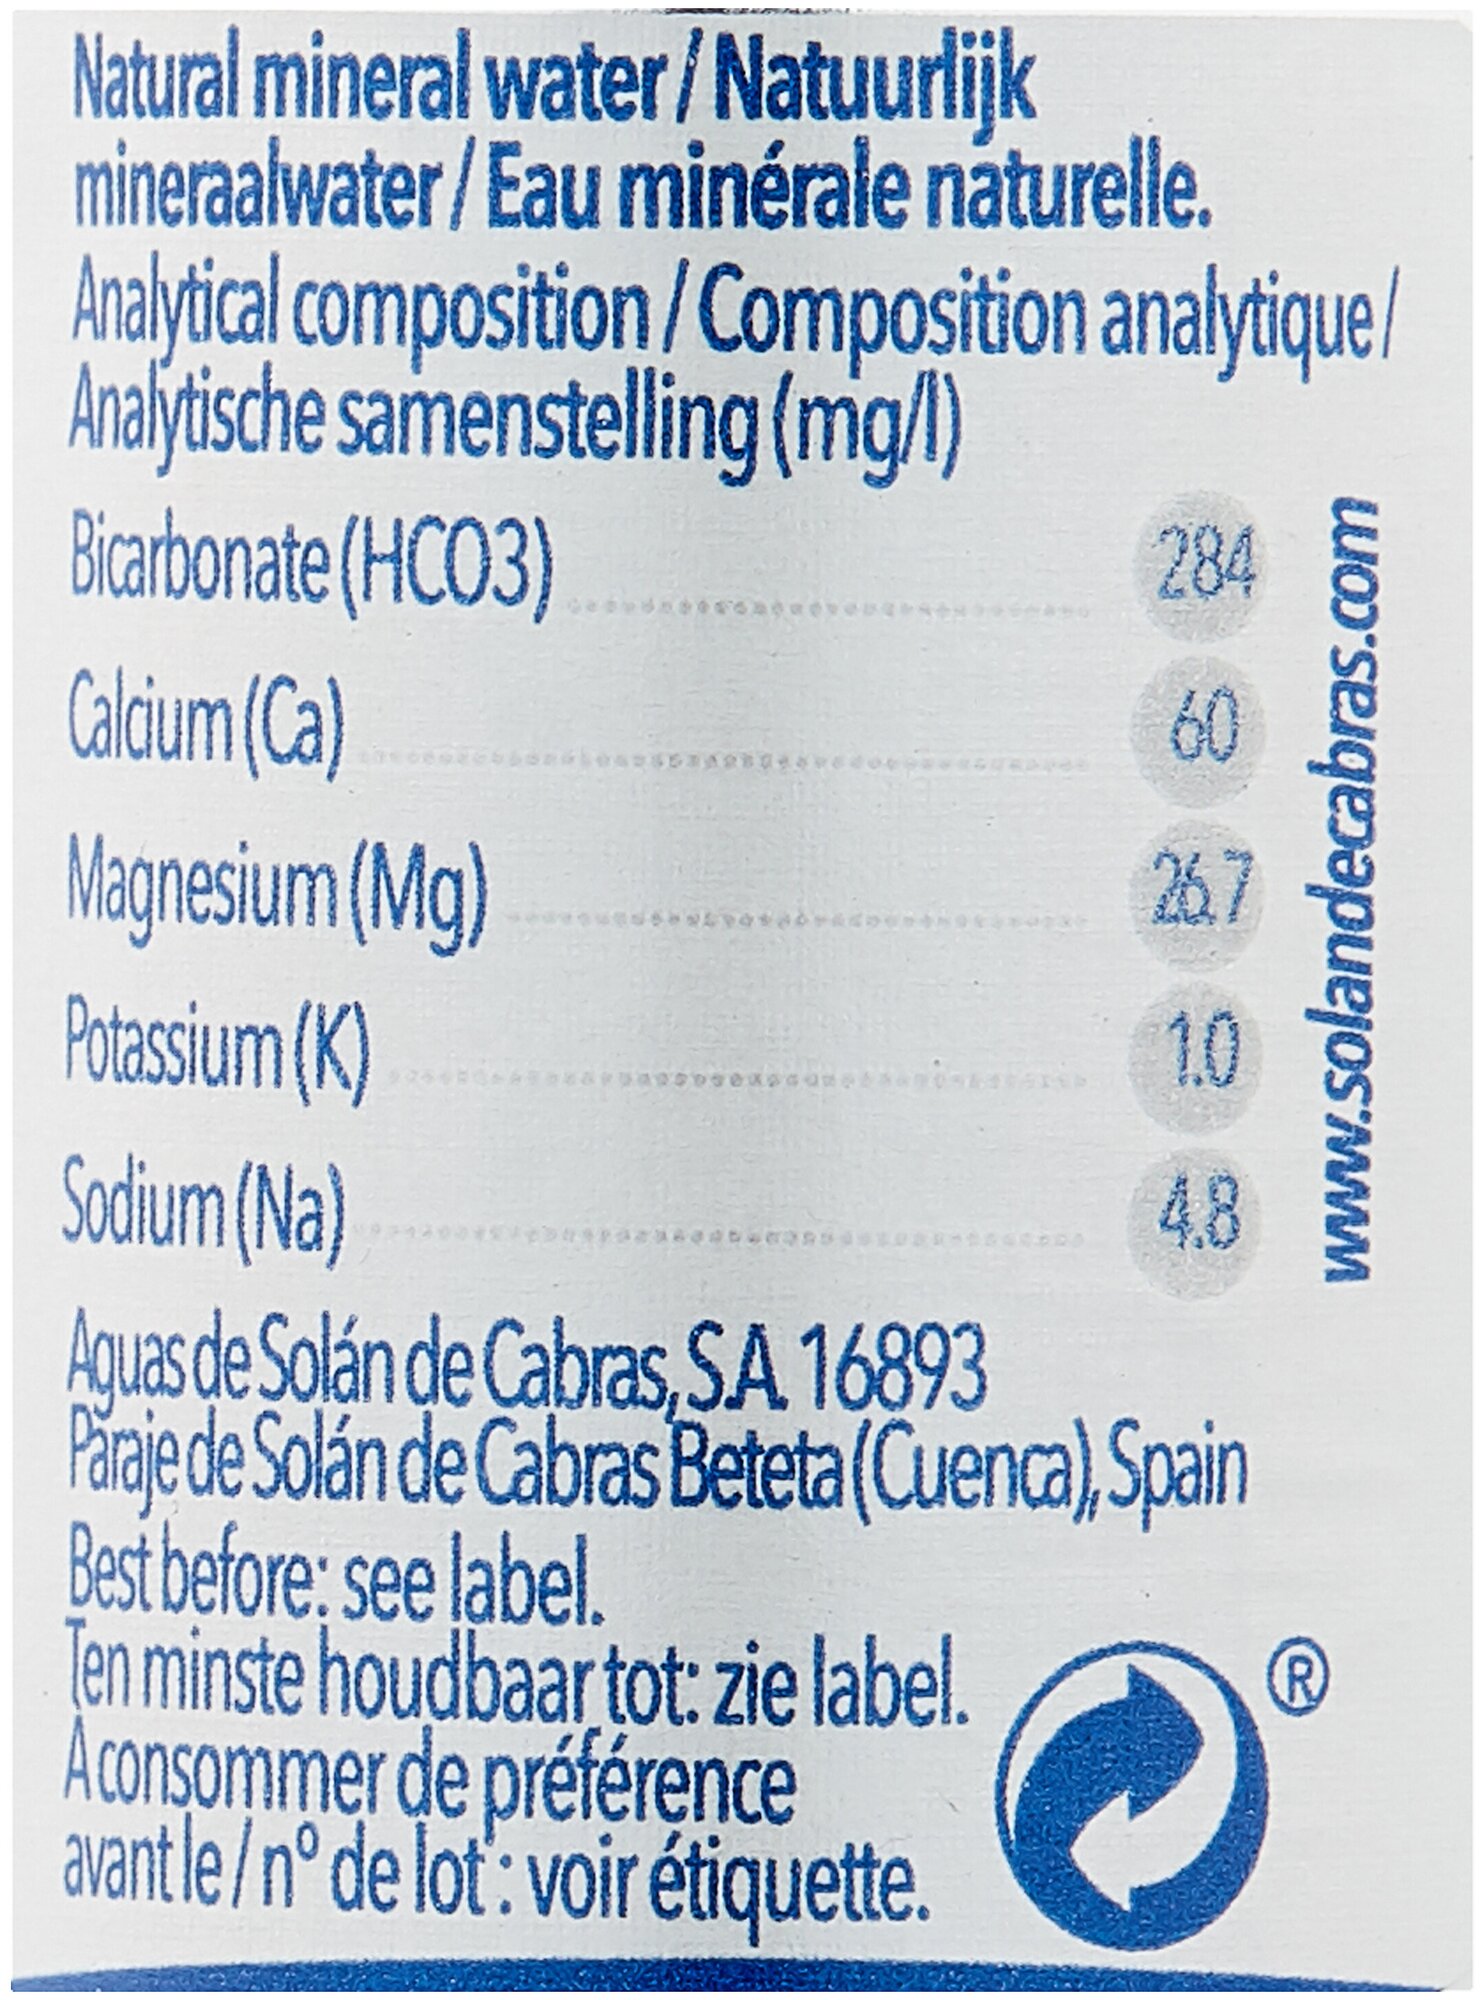 Natural mineral water / Natuurlijk
mineraalwater / Eau minérale naturelle.
Analytical composition / Composition analytique /
Analytische samenstelling (mg/l)
Bicarbonate (HCO3) 284
Calcium (Ca) 60
Magnesium (Mg) 26.7
Potassium (K) 1.0
Sodium (Na) 4.8
www.solandecabras.com
Aguas de Solán de Cabras, S.A. 16893
Paraje de Solán de Cabras Beteta (Cuenca), Spain
Best before: see label.
Ten minste houdbaar tot: zie label.
À consommer de préférence
avant le / n° de lot : voir étiquette.
®